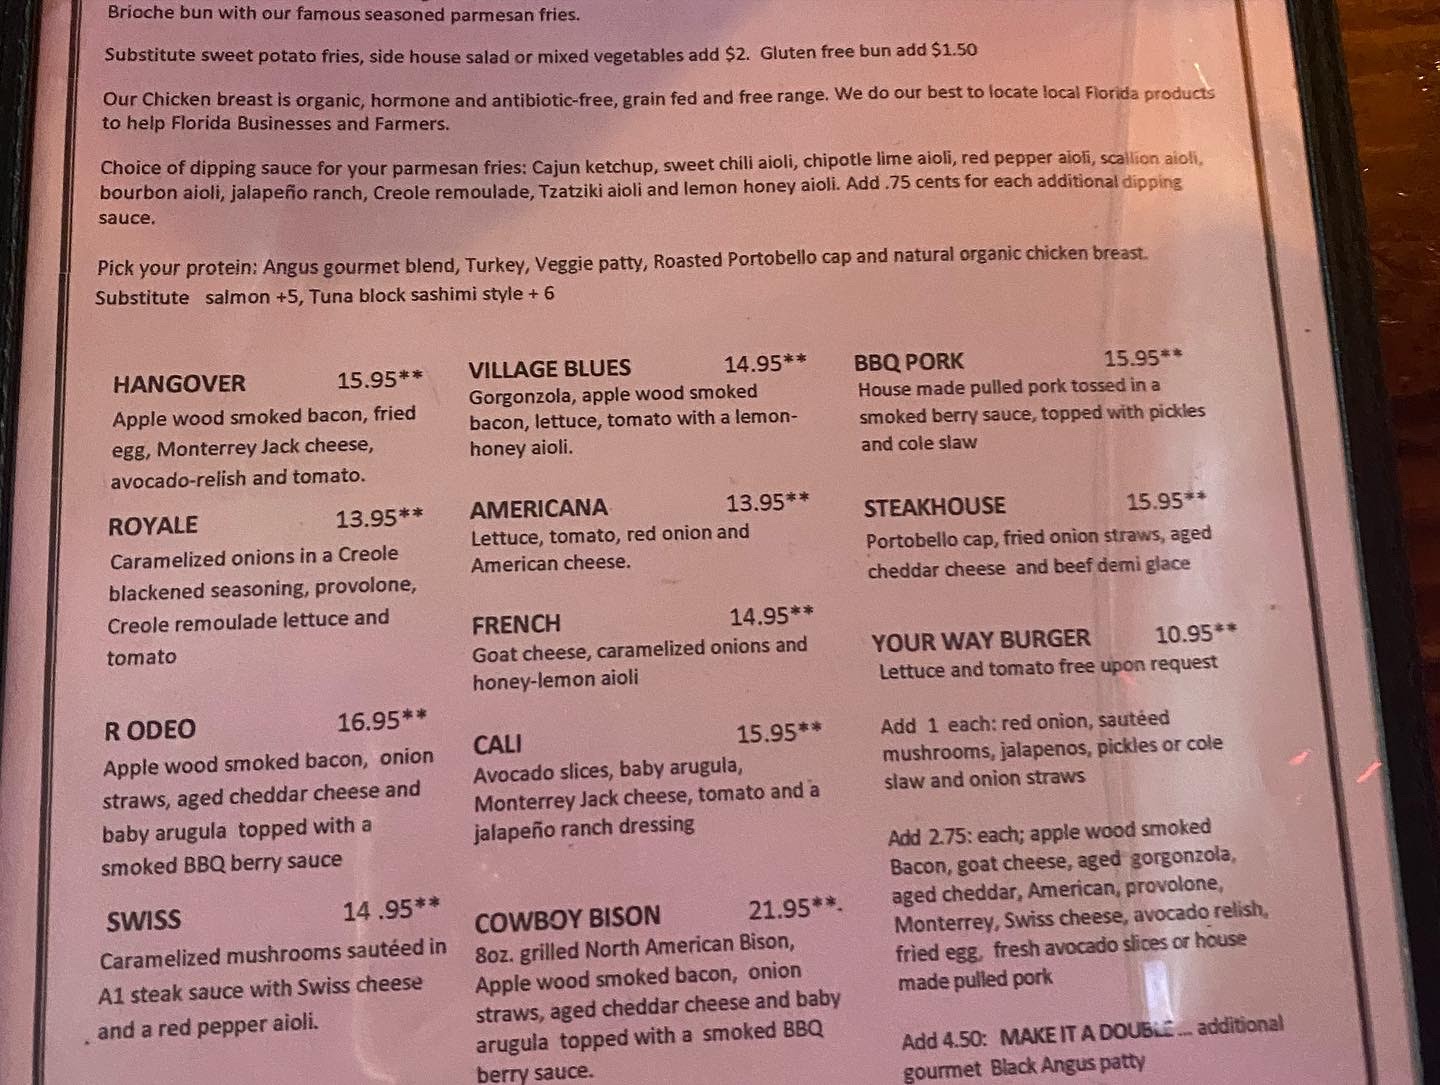 Brioche bun with our famous seasoned parmesan fries.
Substitute sweet potato fries, side house salad or mixed vegetables add $2. Gluten free bun add $1.50
Our Chicken breast is organic, hormone and antibiotic-free, grain fed and free range. We do our best to locate local Florida products
to help Florida Businesses and Farmers.
Choice of dipping sauce for your parmesan fries: Cajun ketchup, sweet chili aioli, chipotle lime aioli, red pepper aioli, scallion aioli,
bourbon aioli, jalapeño ranch, Creole remoulade, Tzatziki aioli and lemon honey aioli. Add .75 cents for each additional dipping
sauce.
Pick your protein: Angus gourmet blend, Turkey, Veggie patty, Roasted Portobello cap and natural organic chicken breast.
Substitute salmon +5, Tuna block sashimi style + 6
HANGOVER 15.95**
Apple wood smoked bacon, fried
egg, Monterrey Jack cheese,
avocado-relish and tomato.
ROYALE 13.95**
Caramelized onions in a Creole
blackened seasoning, provolone,
Creole remoulade lettuce and
tomato
R ODEO 16.95**
Apple wood smoked bacon, onion
straws, aged cheddar cheese and
baby arugula topped with a
smoked BBQ berry sauce
SWISS 14 .95**
Caramelized mushrooms sautéed in
A1 steak sauce with Swiss cheese
and a red pepper aioli.
VILLAGE BLUES 14.95**
Gorgonzola, apple wood smoked
bacon, lettuce, tomato with a lemon-
honey aioli.
AMERICANA 13.95**
Lettuce, tomato, red onion and
American cheese.
FRENCH 14.95**
Goat cheese, caramelized onions and
honey-lemon aioli
CALI 15.95**
Avocado slices, baby arugula,
Monterrey Jack cheese, tomato and a
jalapeño ranch dressing
COWBOY BISON 21.95**.
8oz. grilled North American Bison,
Apple wood smoked bacon, onion
straws, aged cheddar cheese and baby
arugula topped with a smoked BBQ
berry sauce.
BBQ PORK 15.95**
House made pulled pork tossed in a
smoked berry sauce, topped with pickles
and cole slaw
STEAKHOUSE 15.95**
Portobello cap, fried onion straws, aged
cheddar cheese and beef demi glace
YOUR WAY BURGER 10.95**
Lettuce and tomato free upon request
Add 1 each: red onion, sautéed
mushrooms, jalapenos, pickles or cole
slaw and onion straws
Add 2.75: each; apple wood smoked
Bacon, goat cheese, aged gorgonzola,
aged cheddar, American, provolone,
Monterrey, Swiss cheese, avocado relish,
fried egg, fresh avocado slices or house
made pulled pork
Add 4.50: MAKE IT A DOUBLE ... additional
gourmet Black Angus patty